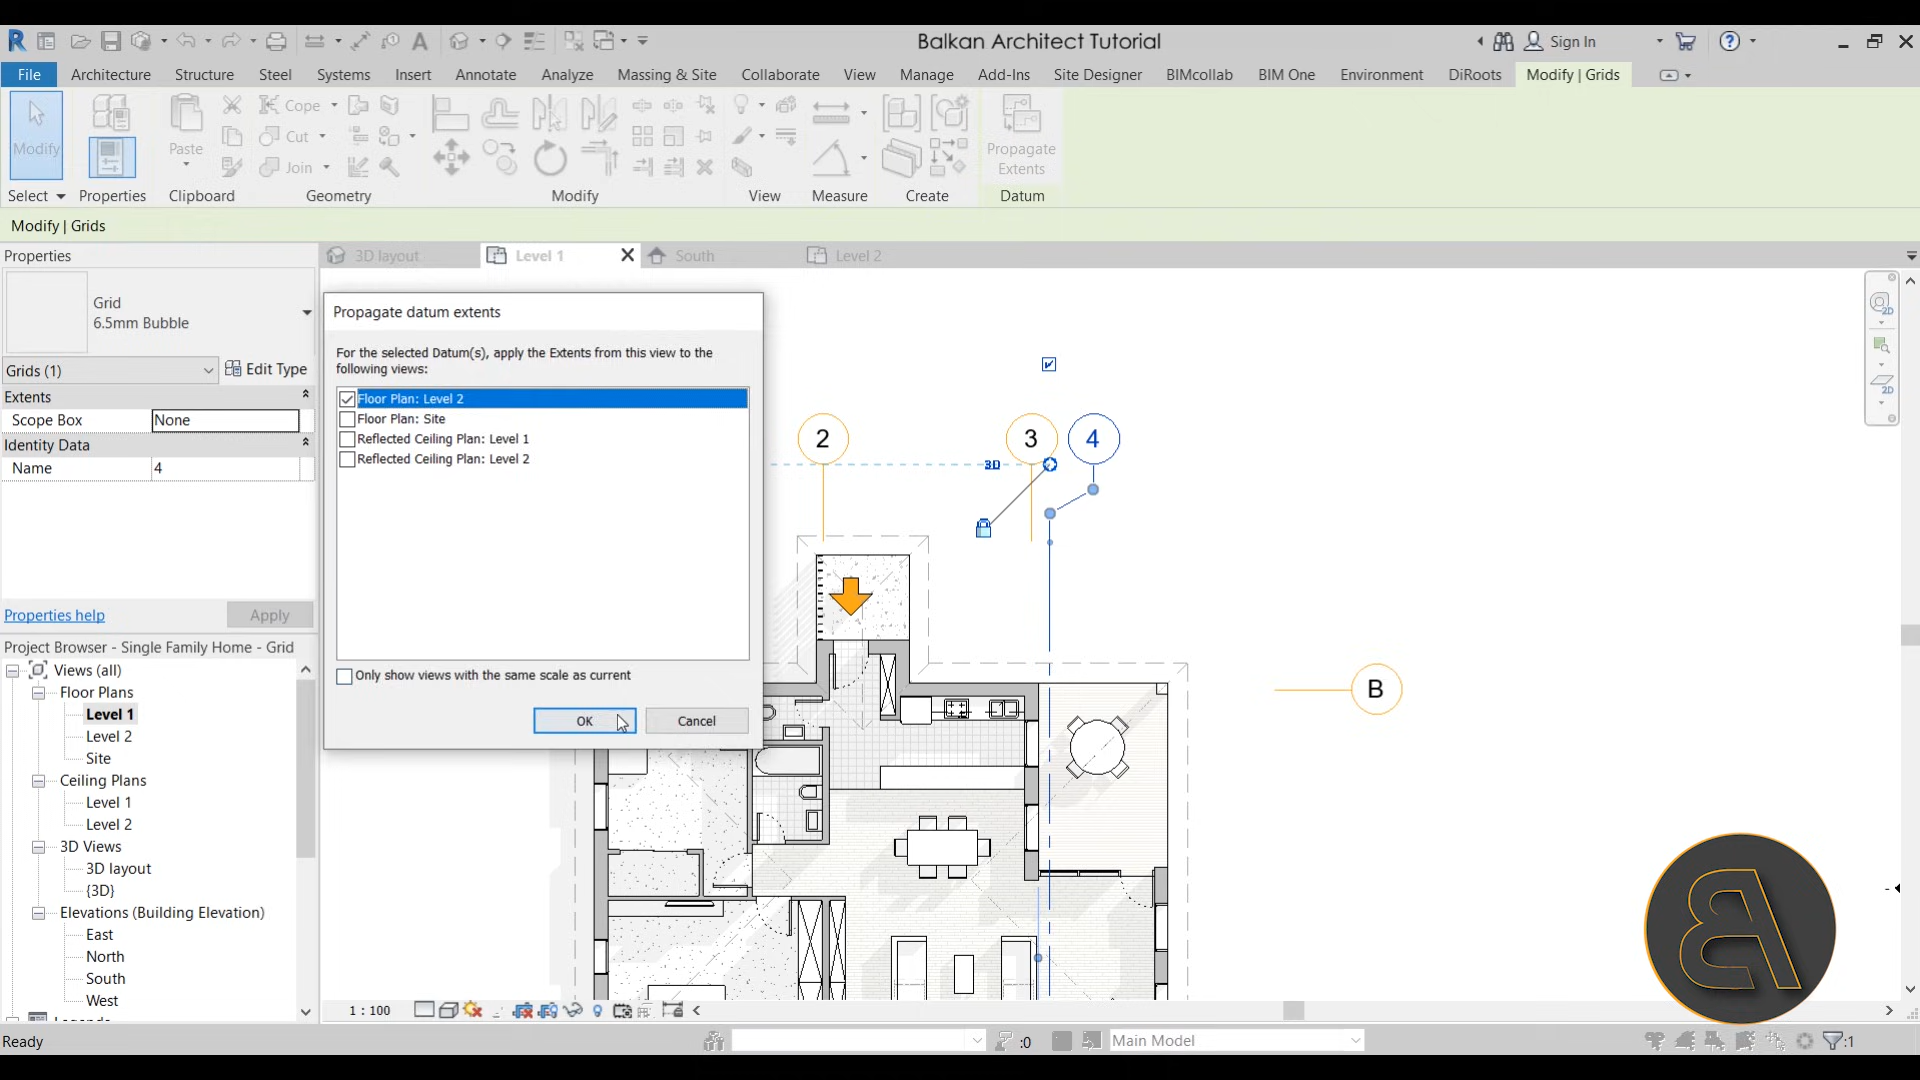 Balkan Architect Tutorial
Sign In
File Architecture Structure Steel Systems Insert Annotate Analyze Massing & Site Collaborate View Manage Add-Ins Site Designer BIMcollab BIM One Environment DiRoots Modify | Grids
Modify
Paste
Cope
Cut
Join
Propagate
Extents
Select Properties Clipboard Geometry Modify View Measure Create Datum
Modify | Grids
Properties
3D layout
Level 1
South
Level 2
Grid
6.5mm Bubble
Grids (1)
Edit Type
Extents
Scope Box
None
Identity Data
Name
4
Properties help
Apply
Project Browser - Single Family Home - Grid
Views (all)
Floor Plans
Level 1
Level 2
Site
Ceiling Plans
Level 1
Level 2
3D Views
3D layout
{3D}
Elevations (Building Elevation)
East
North
South
West
Propagate datum extents
For the selected Datum(s), apply the Extents from this view to the
following views:
Floor Plan: Level 2
Floor Plan: Site
Reflected Ceiling Plan: Level 1
Reflected Ceiling Plan: Level 2
Only show views with the same scale as current
OK
Cancel
2
3
4
3D
B
2D
1 : 100
Ready
:0
Main Model
:1